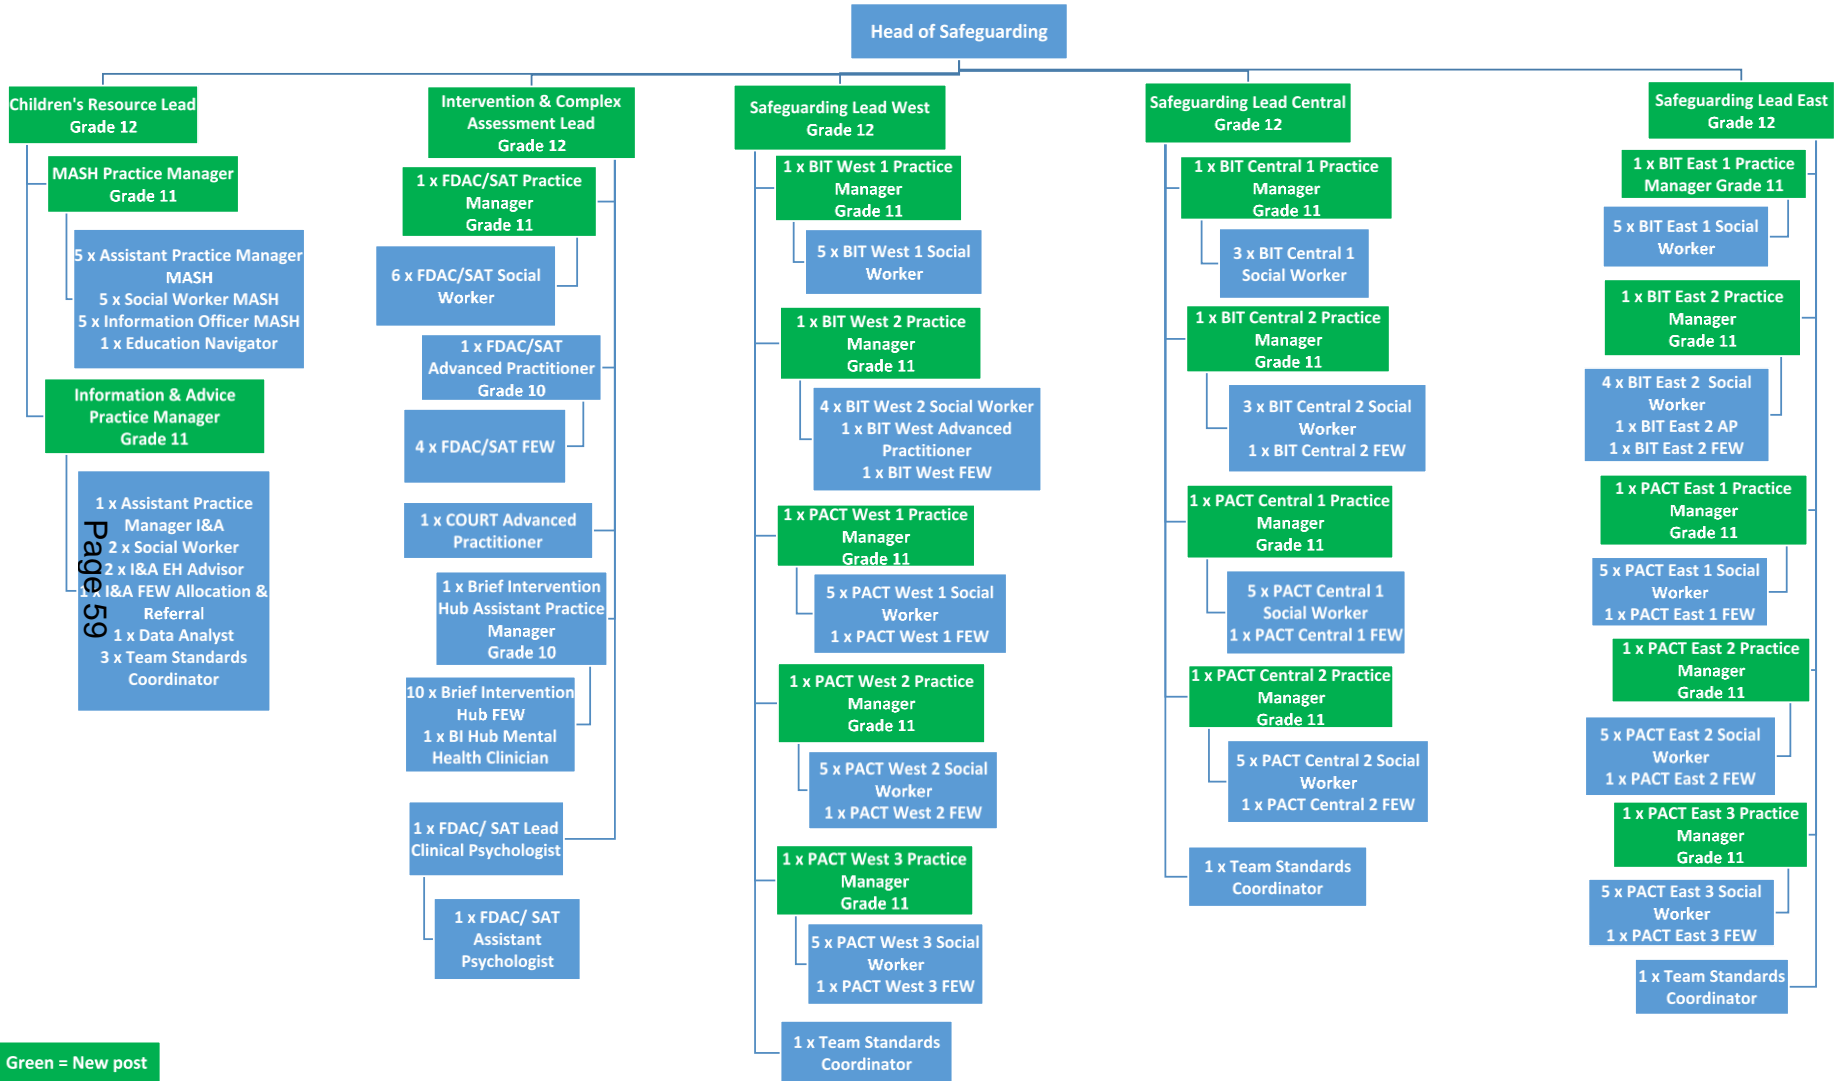 Head of Safeguarding
Children's Resource Lead
Grade 12
MASH Practice Manager
Grade 11
5 x Assistant Practice Manager
MASH
5 x Social Worker MASH
5 x Information Officer MASH
1 x Education Navigator
Information & Advice
Practice Manager
Grade 11
1 x Assistant Practice
Manager I&A
2 x Social Worker
2 x I&A EH Advisor
1 x I&A FEW Allocation &
Referral
1 x Data Analyst
3 x Team Standards
Coordinator
Page 59
Intervention & Complex
Assessment Lead
Grade 12
1 x FDAC/SAT Practice
Manager
Grade 11
6 x FDAC/SAT Social
Worker
1 x FDAC/SAT
Advanced Practitioner
Grade 10
4 x FDAC/SAT FEW
1 x COURT Advanced
Practitioner
1 x Brief Intervention
Hub Assistant Practice
Manager
Grade 10
10 x Brief Intervention
Hub FEW
1 x BI Hub Mental
Health Clinician
1 x FDAC/ SAT Lead
Clinical Psychologist
1 x FDAC/ SAT
Assistant
Psychologist
Safeguarding Lead West
Grade 12
1 x BIT West 1 Practice
Manager
Grade 11
5 x BIT West 1 Social
Worker
1 x BIT West 2 Practice
Manager
Grade 11
4 x BIT West 2 Social Worker
1 x BIT West Advanced
Practitioner
1 x BIT West FEW
1 x PACT West 1 Practice
Manager
Grade 11
5 x PACT West 1 Social
Worker
1 x PACT West 1 FEW
1 x PACT West 2 Practice
Manager
Grade 11
5 x PACT West 2 Social
Worker
1 x PACT West 2 FEW
1 x PACT West 3 Practice
Manager
Grade 11
5 x PACT West 3 Social
Worker
1 x PACT West 3 FEW
1 x Team Standards
Coordinator
Safeguarding Lead Central
Grade 12
1 x BIT Central 1 Practice
Manager
Grade 11
3 x BIT Central 1
Social Worker
1 x BIT Central 2 Practice
Manager
Grade 11
3 x BIT Central 2 Social
Worker
1 x BIT Central 2 FEW
1 x PACT Central 1 Practice
Manager
Grade 11
5 x PACT Central 1
Social Worker
1 x PACT Central 1 FEW
1 x PACT Central 2 Practice
Manager
Grade 11
5 x PACT Central 2 Social
Worker
1 x PACT Central 2 FEW
1 x Team Standards
Coordinator
Safeguarding Lead East
Grade 12
1 x BIT East 1 Practice
Manager Grade 11
5 x BIT East 1 Social
Worker
1 x BIT East 2 Practice
Manager
Grade 11
4 x BIT East 2 Social
Worker
1 x BIT East 2 AP
1 x BIT East 2 FEW
1 x PACT East 1 Practice
Manager
Grade 11
5 x PACT East 1 Social
Worker
1 x PACT East 1 FEW
1 x PACT East 2 Practice
Manager
Grade 11
5 x PACT East 2 Social
Worker
1 x PACT East 2 FEW
1 x PACT East 3 Practice
Manager
Grade 11
5 x PACT East 3 Social
Worker
1 x PACT East 3 FEW
1 x Team Standards
Coordinator
Green = New post